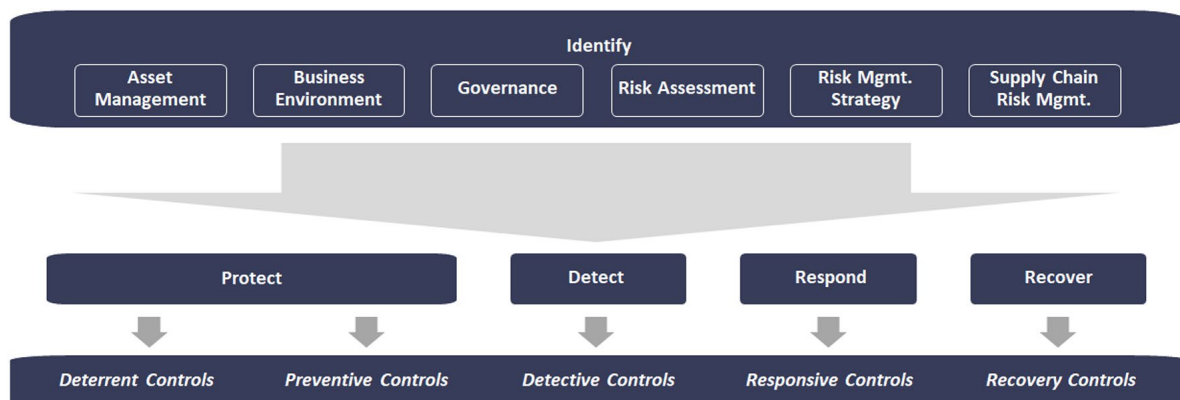 Identify
Asset
Management
Business
Environment
Governance
Risk Assessment
Risk Mgmt.
Strategy
Supply Chain
Risk Mgmt.
Protect
Detect
Respond
Recover
Deterrent Controls
Preventive Controls
Detective Controls
Responsive Controls
Recovery Controls